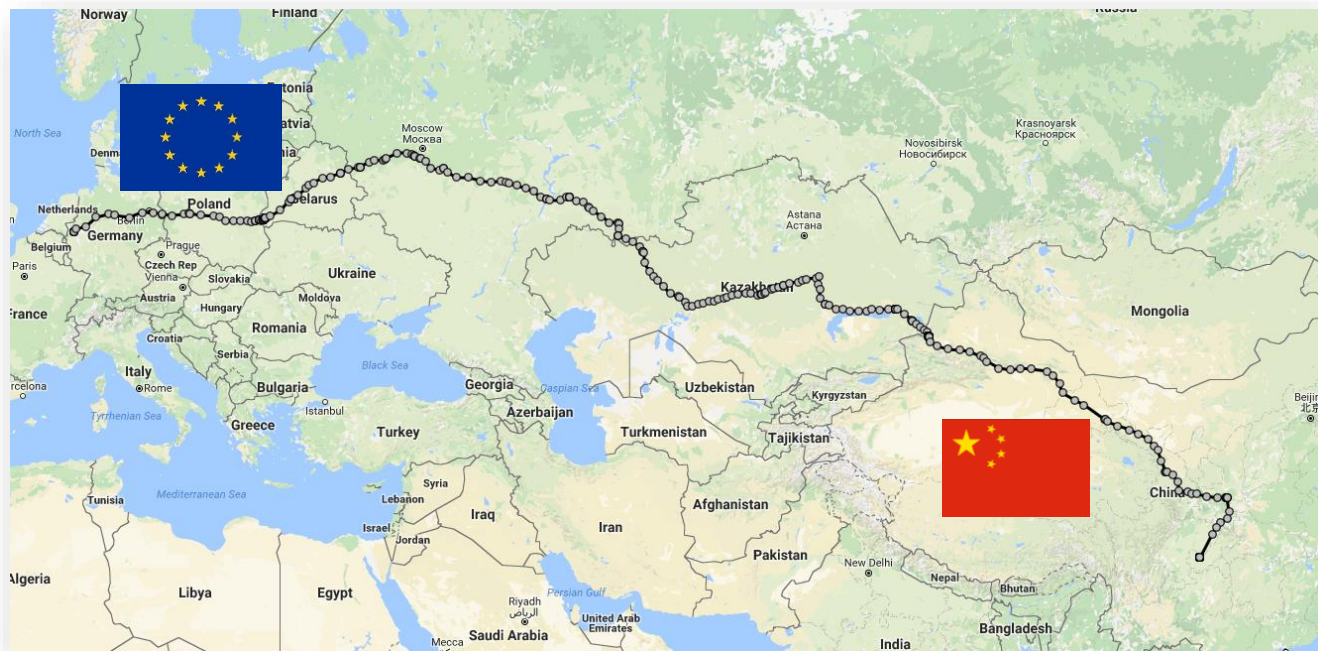 Norway
Finland
Russia
Estonia
Moscow
Москва
Krasnoyarsk
Красноярск
Novosibirsk
Новосибирск
North Sea
Netherlands
Poland
Belarus
Berlin
Germany
Belgium
Astana
Астана
Prague
Paris
Czech Rep
Vienna
Slovakia
Ukraine
Kazakhstan
Austria
Hungary
Moldova
Mongolia
France
Romania
Croatia
Serbia
Black Sea
Italy
Rome
Bulgaria
Georgia
Caspian Sea
Uzbekistan
Kyrgyzstan
Istanbul
Tyrrhenian Sea
Greece
Azerbaijan
Turkey
Turkmenistan
Tajikistan
Syria
Mediterranean Sea
Lebanon
Tunisia
China
Iraq
Afghanistan
Israel
Iran
Jordan
Pakistan
New Delhi
Algeria
Libya
Egypt
Persian Gulf
Nepal
Bhutan
Riyadh
الرياض
United Arab
Emirates
Saudi Arabia
Mecca
Bangladesh
India